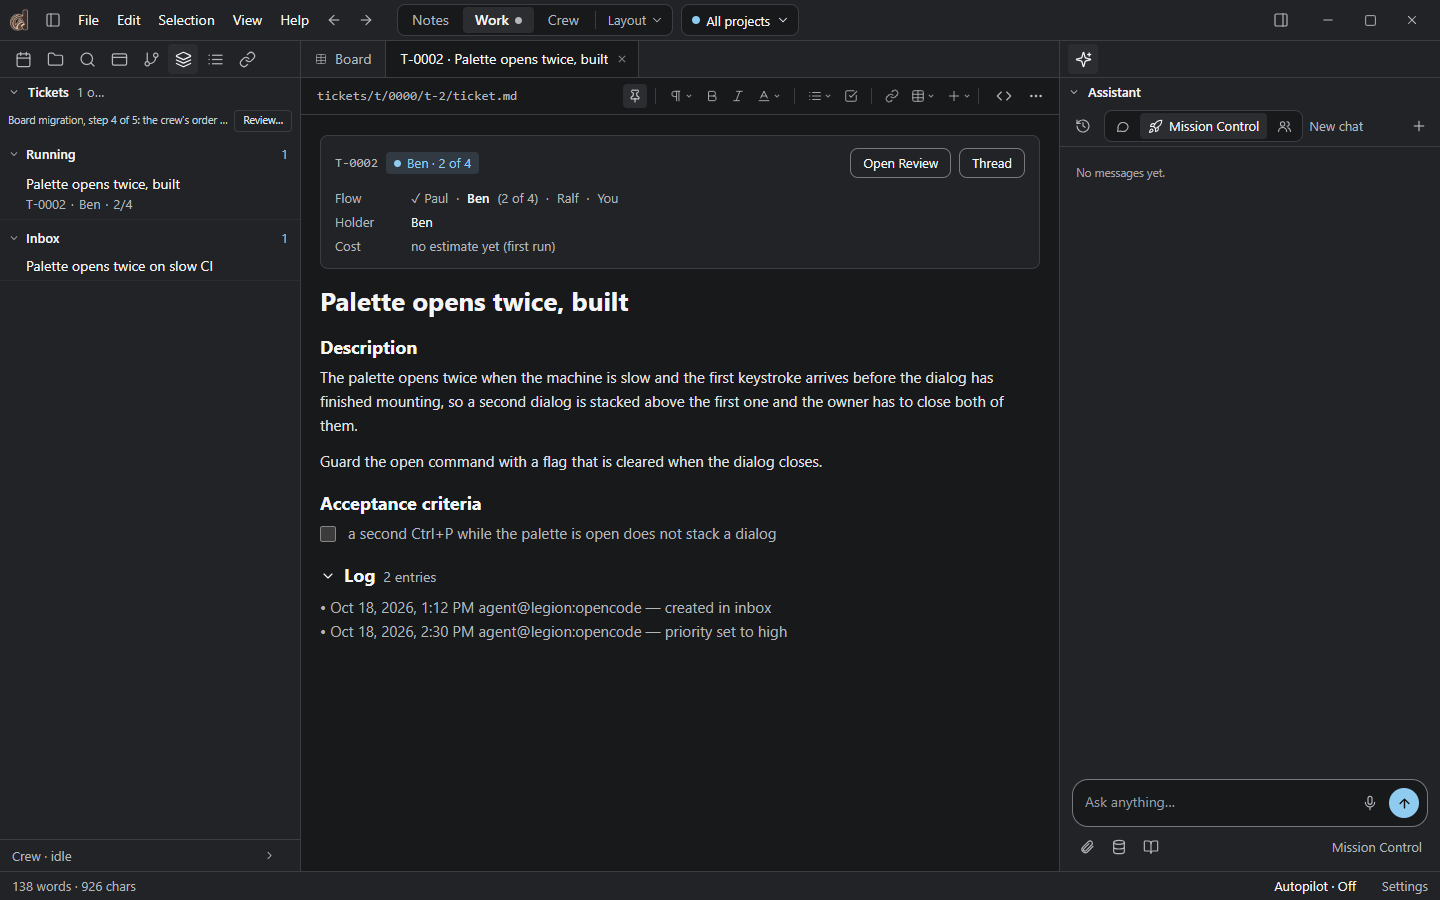 File Edit Selection View Help Notes Work Crew Layout All projects
Board T-0002 · Palette opens twice, built
Tickets 1 o...
Board migration, step 4 of 5: the crew's order ... Review...
Running 1
Palette opens twice, built
T-0002 · Ben · 2/4
Inbox 1
Palette opens twice on slow CI
Crew · idle
tickets/t/0000/t-2/ticket.md
T-0002 Ben · 2 of 4 Open Review Thread
Flow ✓ Paul · Ben (2 of 4) · Ralf · You
Holder Ben
Cost no estimate yet (first run)
Palette opens twice, built
Description
The palette opens twice when the machine is slow and the first keystroke arrives before the dialog has
finished mounting, so a second dialog is stacked above the first one and the owner has to close both of
them.
Guard the open command with a flag that is cleared when the dialog closes.
Acceptance criteria
a second Ctrl+P while the palette is open does not stack a dialog
Log 2 entries
• Oct 18, 2026, 1:12 PM agent@legion:opencode — created in inbox
• Oct 18, 2026, 2:30 PM agent@legion:opencode — priority set to high
Assistant
Mission Control New chat
No messages yet.
Ask anything...
Mission Control
138 words · 926 chars
Autopilot · Off Settings